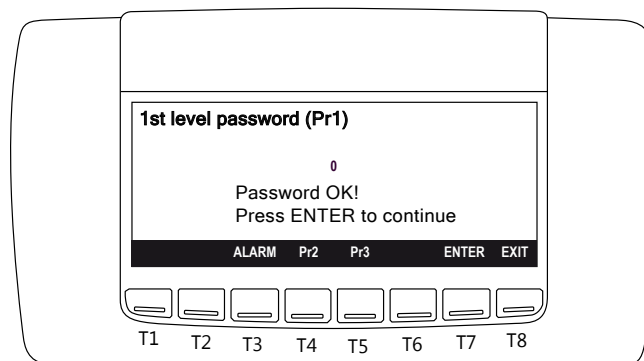 1st level password (Pr1)
0
Password OK!
Press ENTER to continue
ALARM Pr2 Pr3 ENTER EXIT
T1 T2 T3 T4 T5 T6 T7 T8